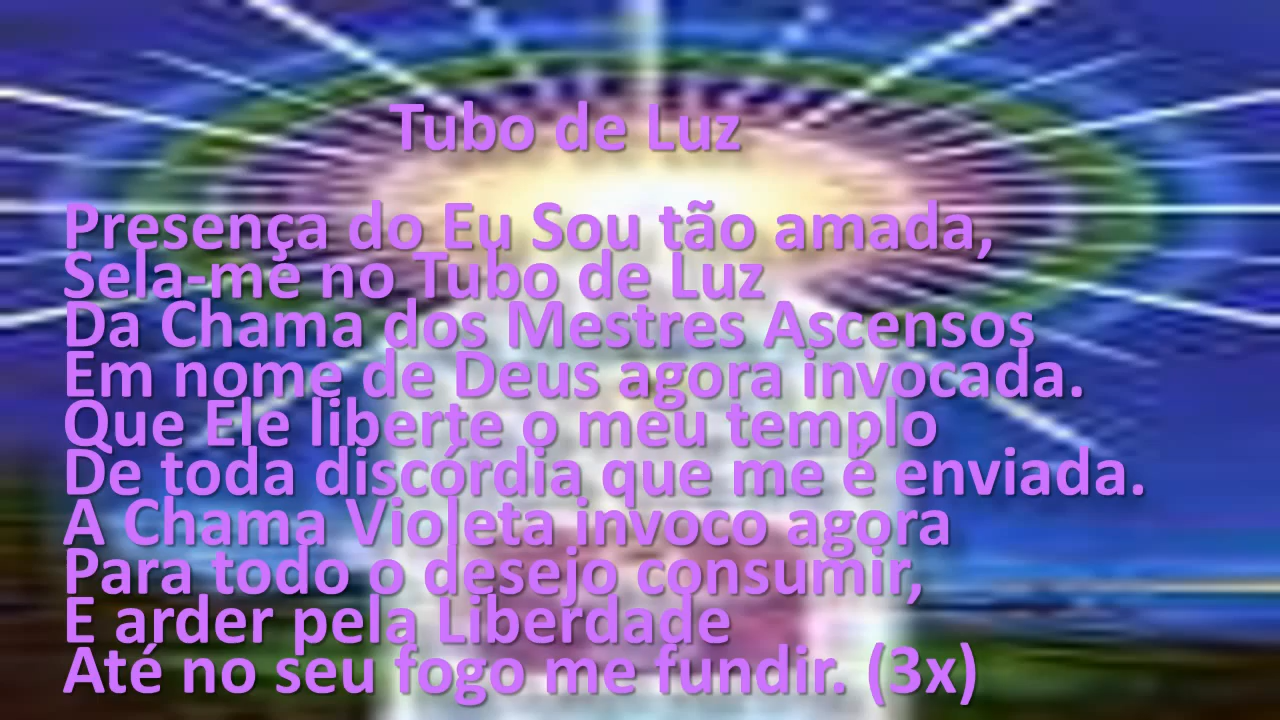 Tubo de Luz
Presença do Eu Sou tão amada,
Sela-me no Tubo de Luz
Da Chama dos Mestres Ascensos
Em nome de Deus agora invocada.
Que Ele liberte o meu templo
De toda discórdia que me é enviada.
A Chama Violeta invoco agora
Para todo o desejo consumir,
E arder pela Liberdade
Até no seu fogo me fundir. (3x)